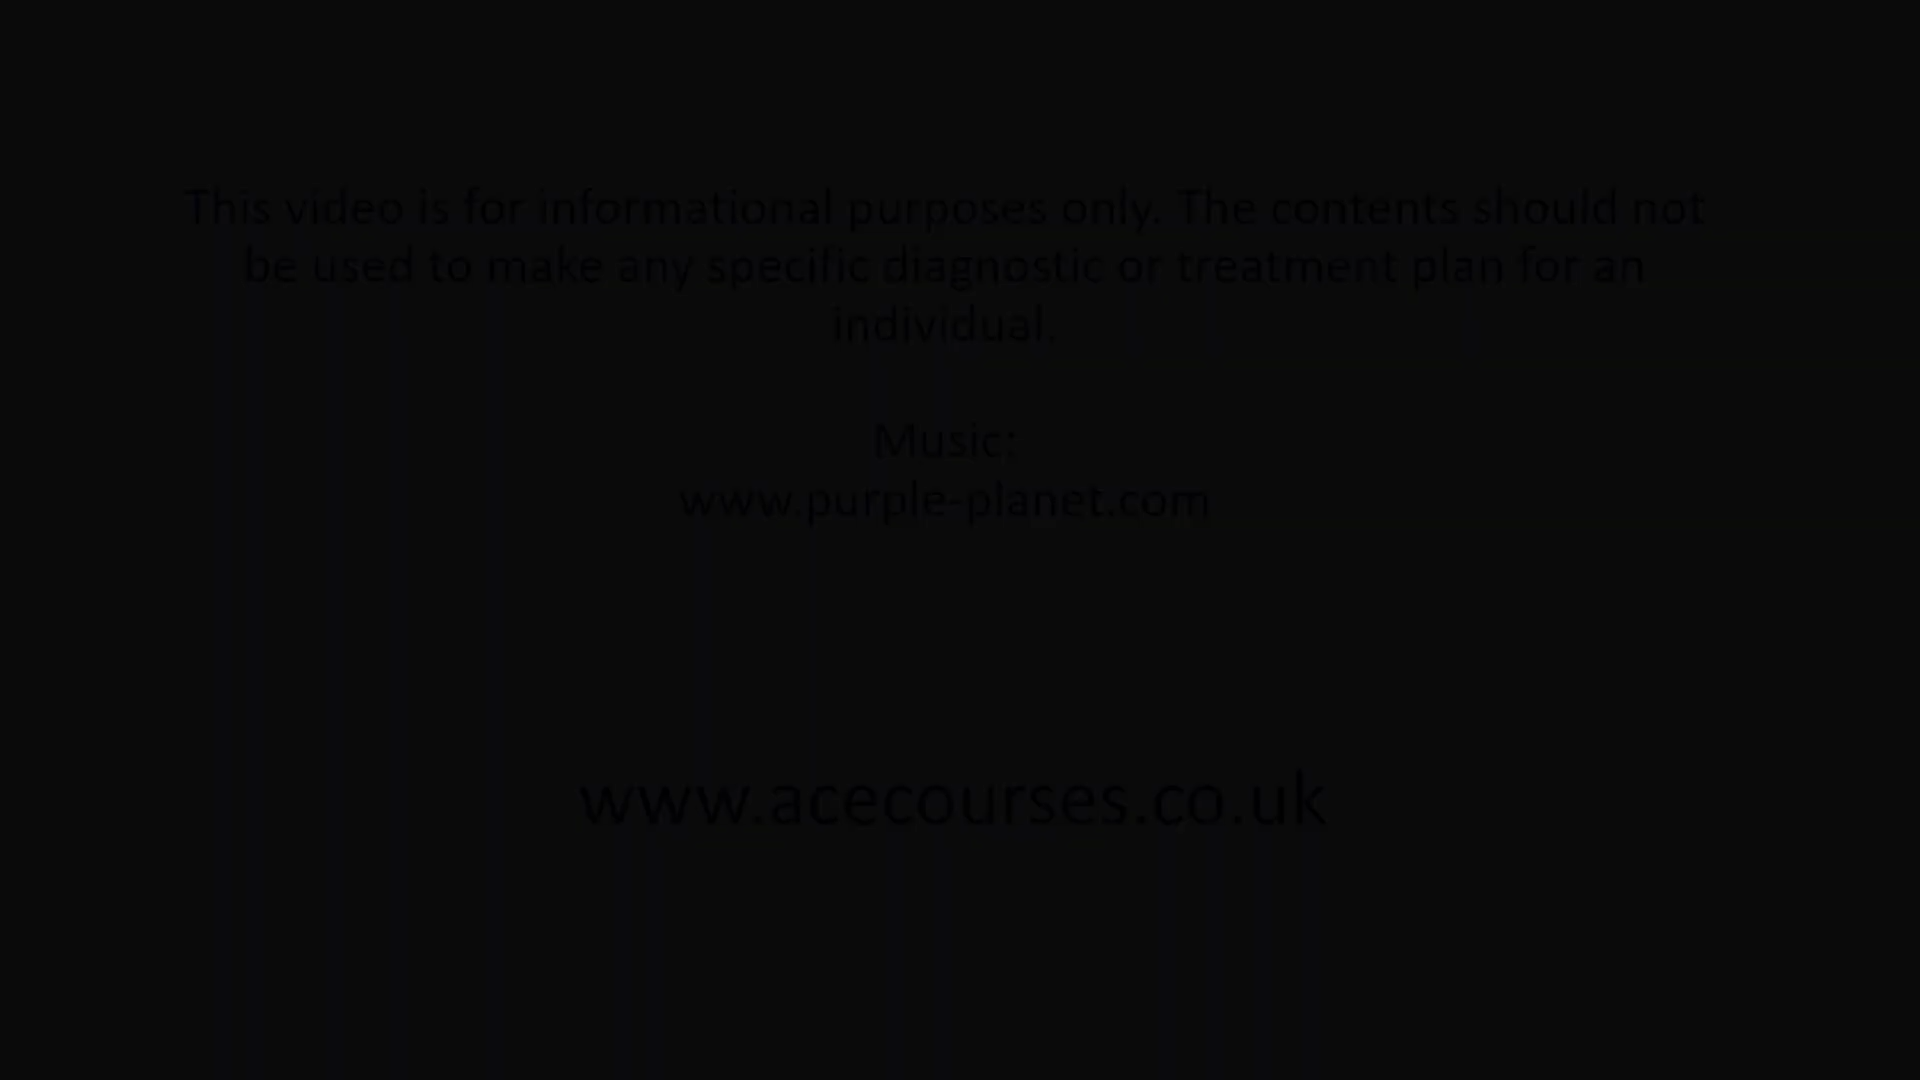 This video is for informational purposes only. The contents should not
be used to make any specific diagnostic or treatment plan for an
individual.
Music:
www.purple-planet.com
www.acecourses.co.uk